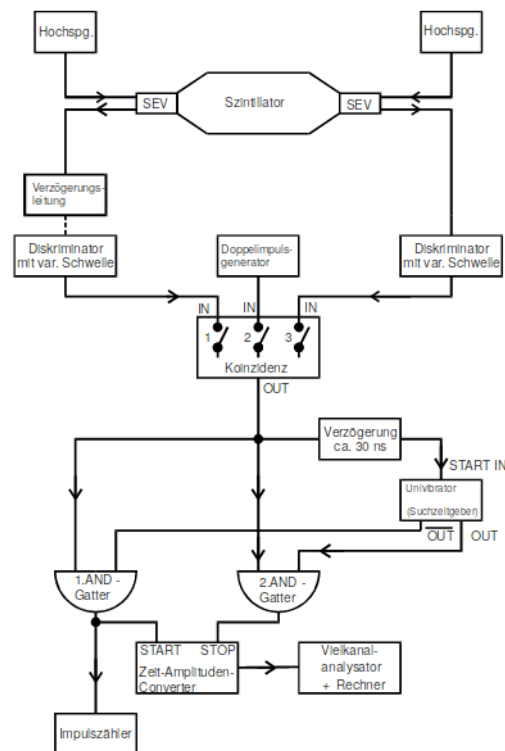 Hochspg.
Hochspg.
SEV
Szintillator
SEV
Verzögerungs-
leitung
Diskriminator
mit var. Schwelle
Doppelimpuls-
generator
Diskriminator
mit var. Schwelle
IN
IN
IN
1
2
3
Koinzidenz
OUT
Verzögerung
ca. 30 ns
START IN
Univibrator
(Suchzeitgeber)
OUT
OUT
1.AND -
Gatter
2.AND -
Gatter
START
STOP
Zeit-Amplituden-
Converter
Vielkanal-
analysator
+ Rechner
Impulszähler